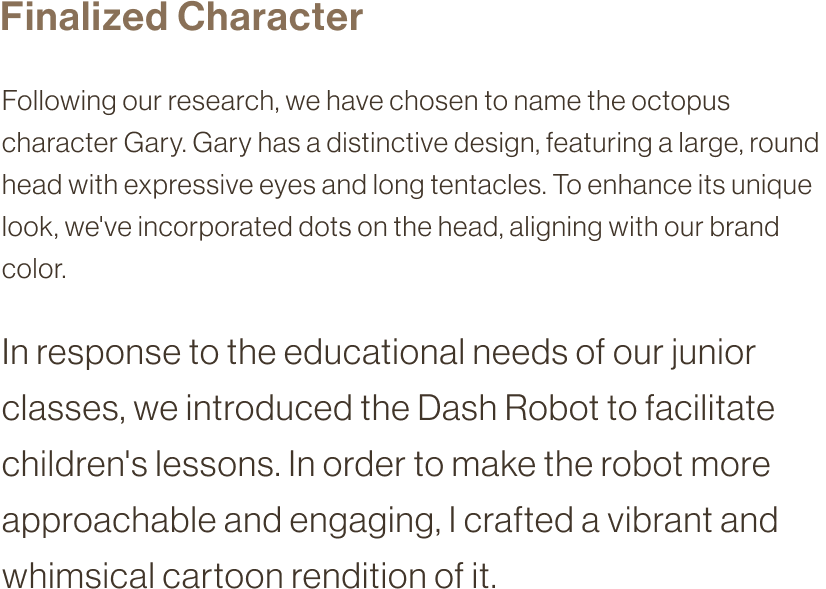 Finalized Character
Following our research, we have chosen to name the octopus
character Gary. Gary has a distinctive design, featuring a large, round
head with expressive eyes and long tentacles. To enhance its unique
look, we've incorporated dots on the head, aligning with our brand
color.
In response to the educational needs of our junior
classes, we introduced the Dash Robot to facilitate
children's lessons. In order to make the robot more
approachable and engaging, I crafted a vibrant and
whimsical cartoon rendition of it.